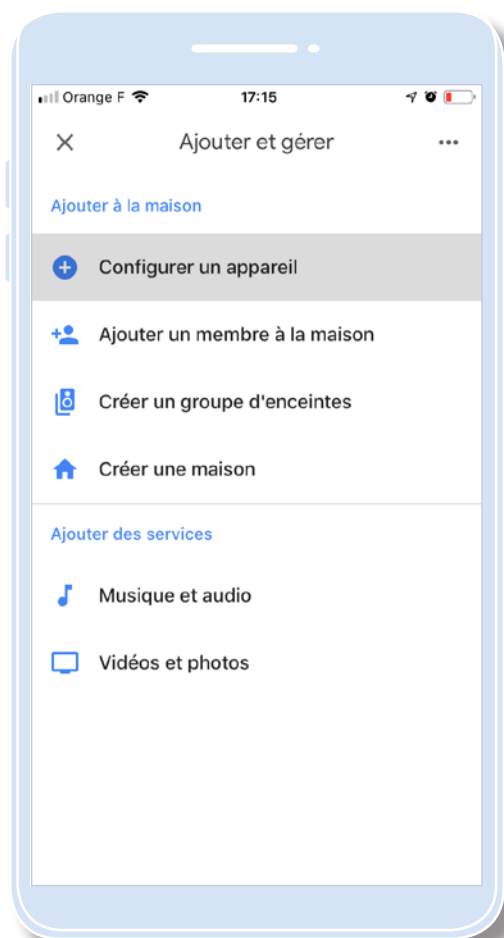 Orange F 17:15
Ajouter et gérer
Ajouter à la maison
Configurer un appareil
Ajouter un membre à la maison
Créer un groupe d'enceintes
Créer une maison
Ajouter des services
Musique et audio
Vidéos et photos